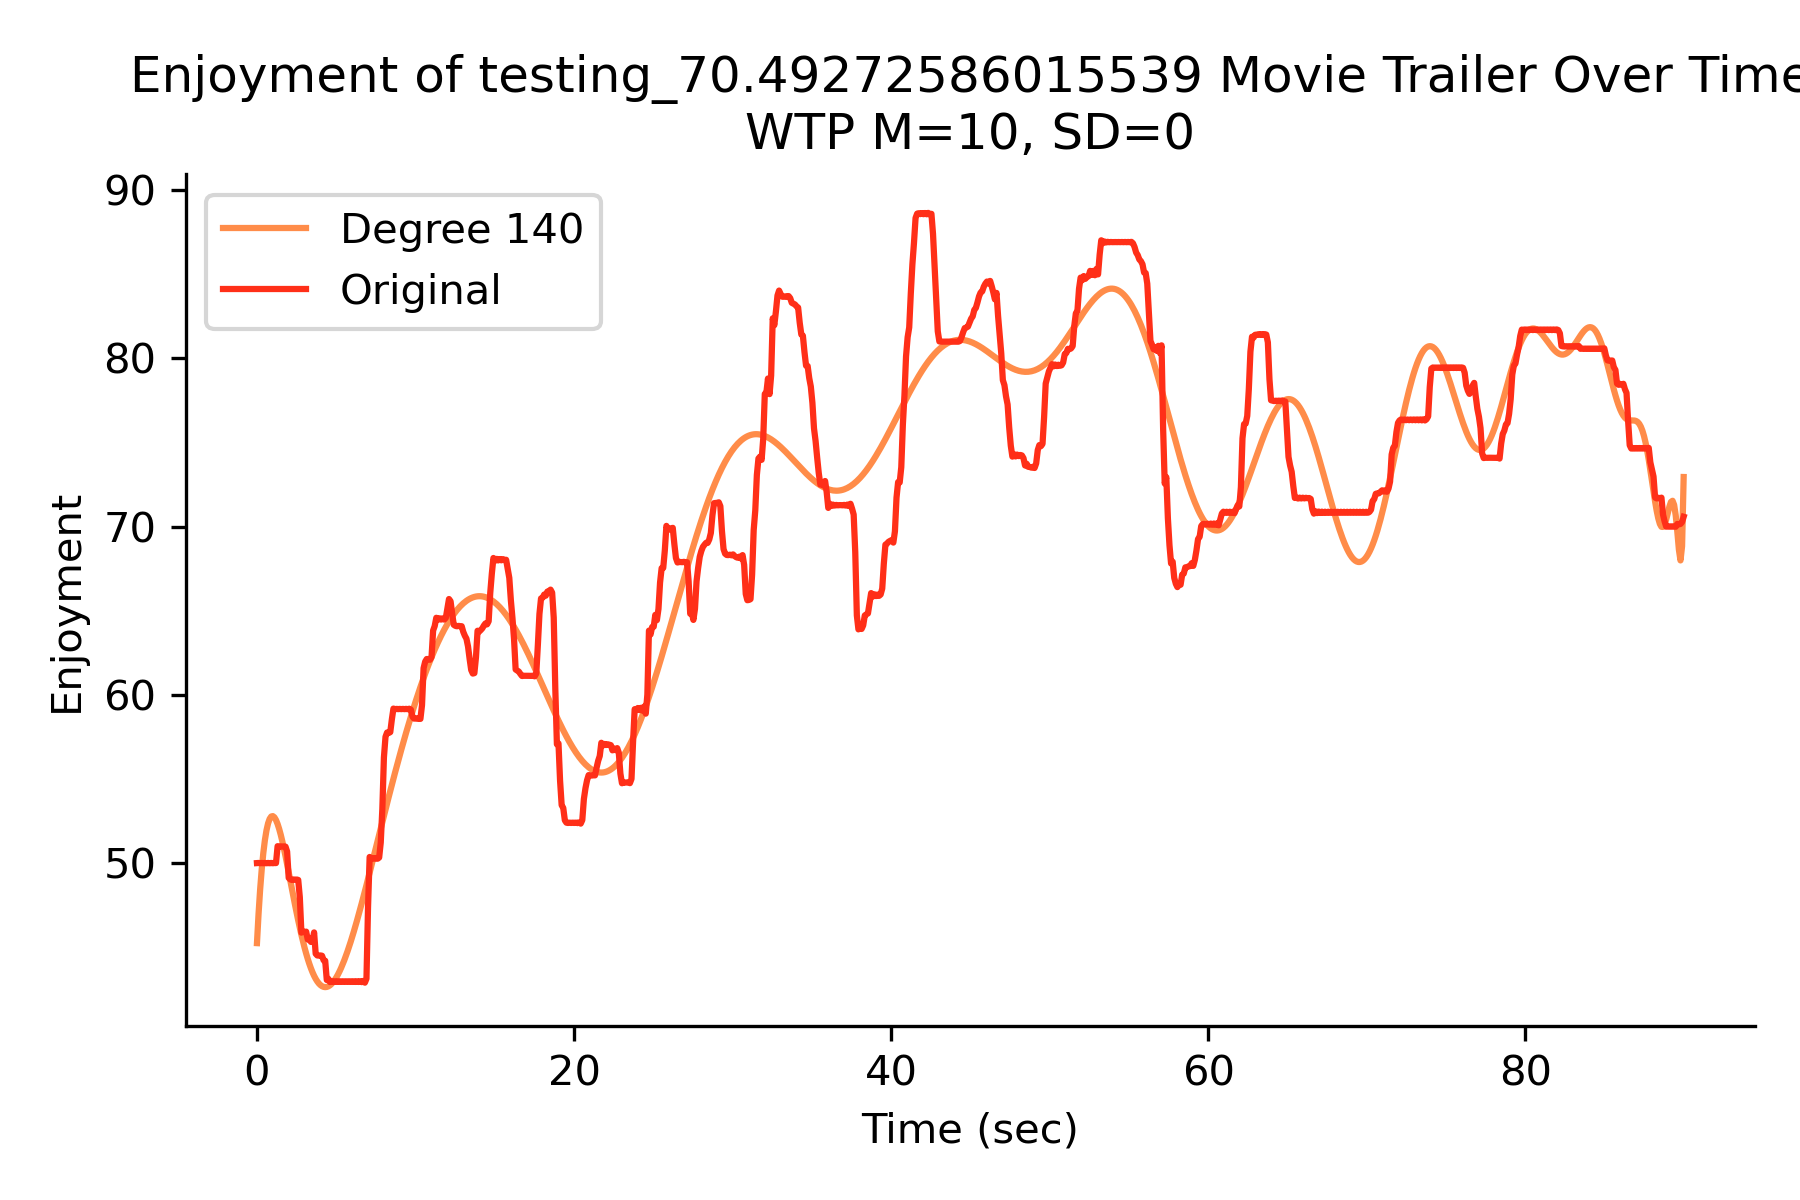 Enjoyment of testing_70.49272586015539 Movie Trailer Over Time
WTP M=10, SD=0
90
80
70
60
50
Enjoyment
Degree 140
Original
0 20 40 60 80
Time (sec)